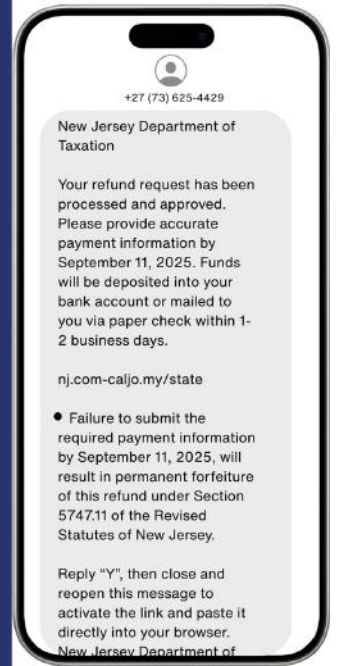 +27 (73) 625-4429
New Jersey Department of
Taxation
Your refund request has been
processed and approved.
Please provide accurate
payment information by
September 11, 2025. Funds
will be deposited into your
bank account or mailed to
you via paper check within 1-
2 business days.
nj.com-caljo.my/state
• Failure to submit the
required payment information
by September 11, 2025, will
result in permanent forfeiture
of this refund under Section
5747.11 of the Revised
Statutes of New Jersey.
Reply “Y”, then close and
reopen this message to
activate the link and paste it
directly into your browser.
New Jersey Department of